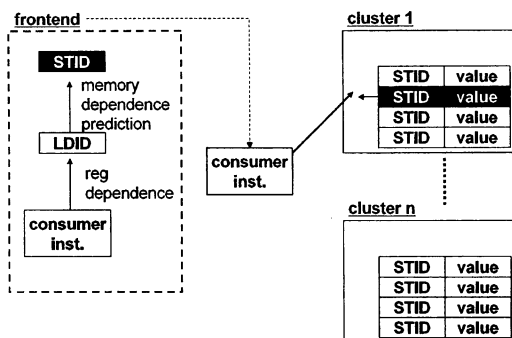 frontend
STID
memory
dependence
prediction
LDID
reg
dependence
consumer
inst.
consumer
inst.
cluster 1
STID value
STID value
STID value
STID value
cluster n
STID value
STID value
STID value
STID value